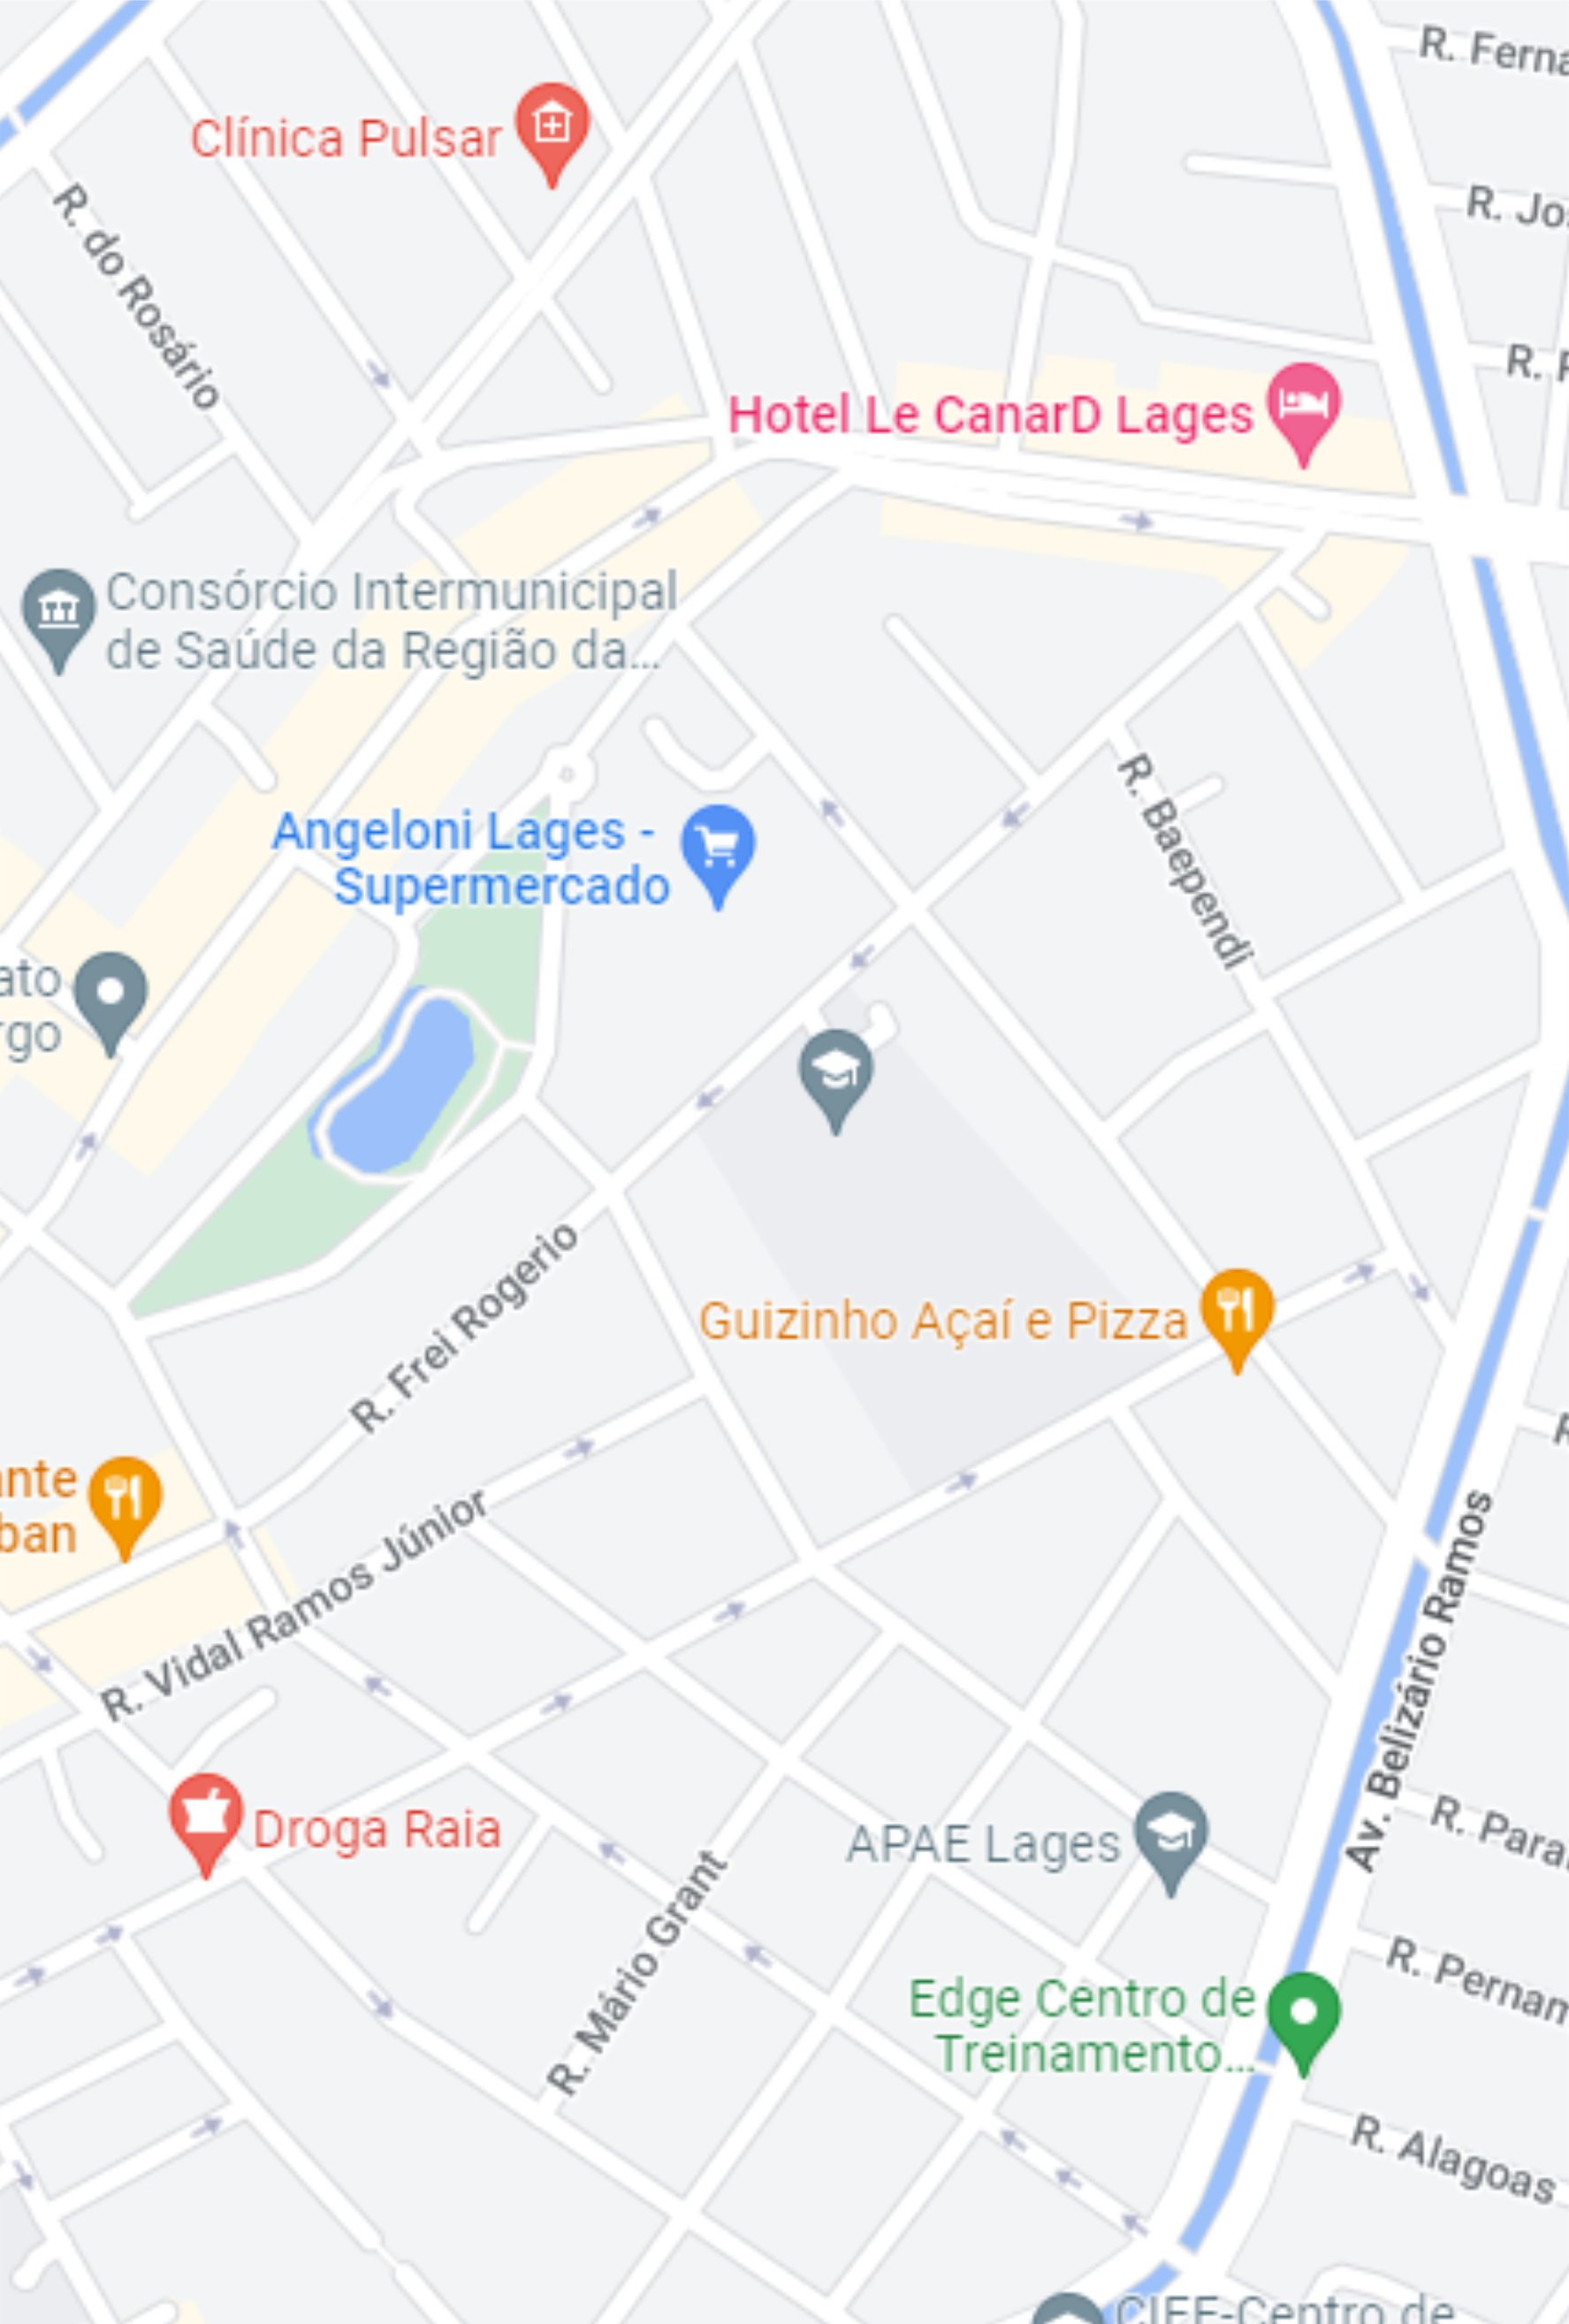 R. Ferna
Clínica Pulsar
R. do Rosário
R. Jo
R.
Hotel Le CanarD Lages
Consórcio Intermunicipal
de Saúde da Região da...
R. Baependi
Angeloni Lages -
Supermercado
ato
rgo
R. Frei Rogerio
Guizinho Açaí e Pizza
ante
ban
R. Vidal Ramos Júnior
Av. Belizário Ramos
Droga Raia
APAE Lages
R. Para
R. Mário Grant
R. Pernam
Edge Centro de
Treinamento...
R. Alagoas
CIEE-Centro de